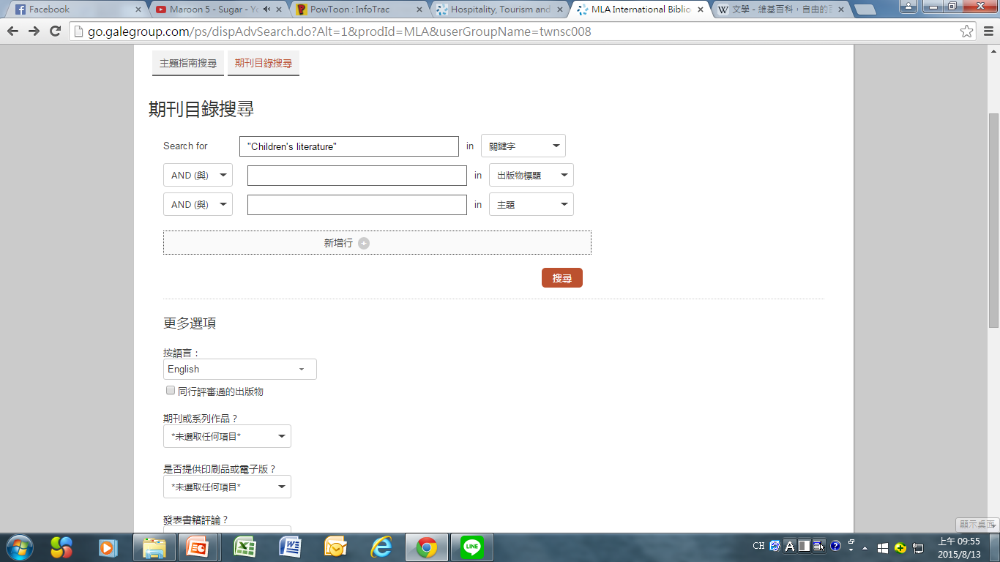 Facebook
Maroon 5 - Sugar - Yo
PowToon : InfoTrac
Hospitality, Tourism and
MLA International Biblio
文學 - 維基百科，自由的百
go.galegroup.com/ps/dispAdvSearch.do?Alt=1&prodId=MLA&userGroupName=twnsc008
主題指南搜尋 期刊目錄搜尋
期刊目錄搜尋
Search for "Children's literature" in 關鍵字
AND (與) in 出版物標題
AND (與) in 主題
新增行
搜尋
更多選項
按語言：
English
同行評審過的出版物
期刊或系列作品？
*未選取任何項目*
是否提供印刷品或電子版？
*未選取任何項目*
發表書籍評論？
顯示桌面
LINE
CH A
上午 09:55
2015/8/13